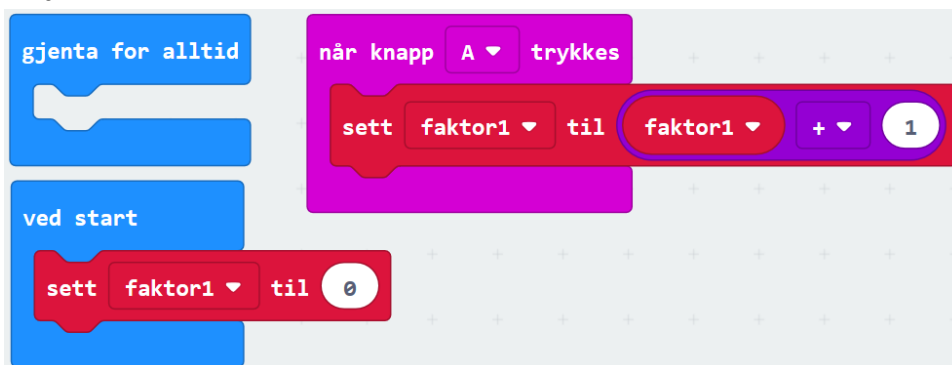 gjenta for alltid
når knapp A trykkes
sett faktor1 til faktor1 + 1
ved start
sett faktor1 til 0